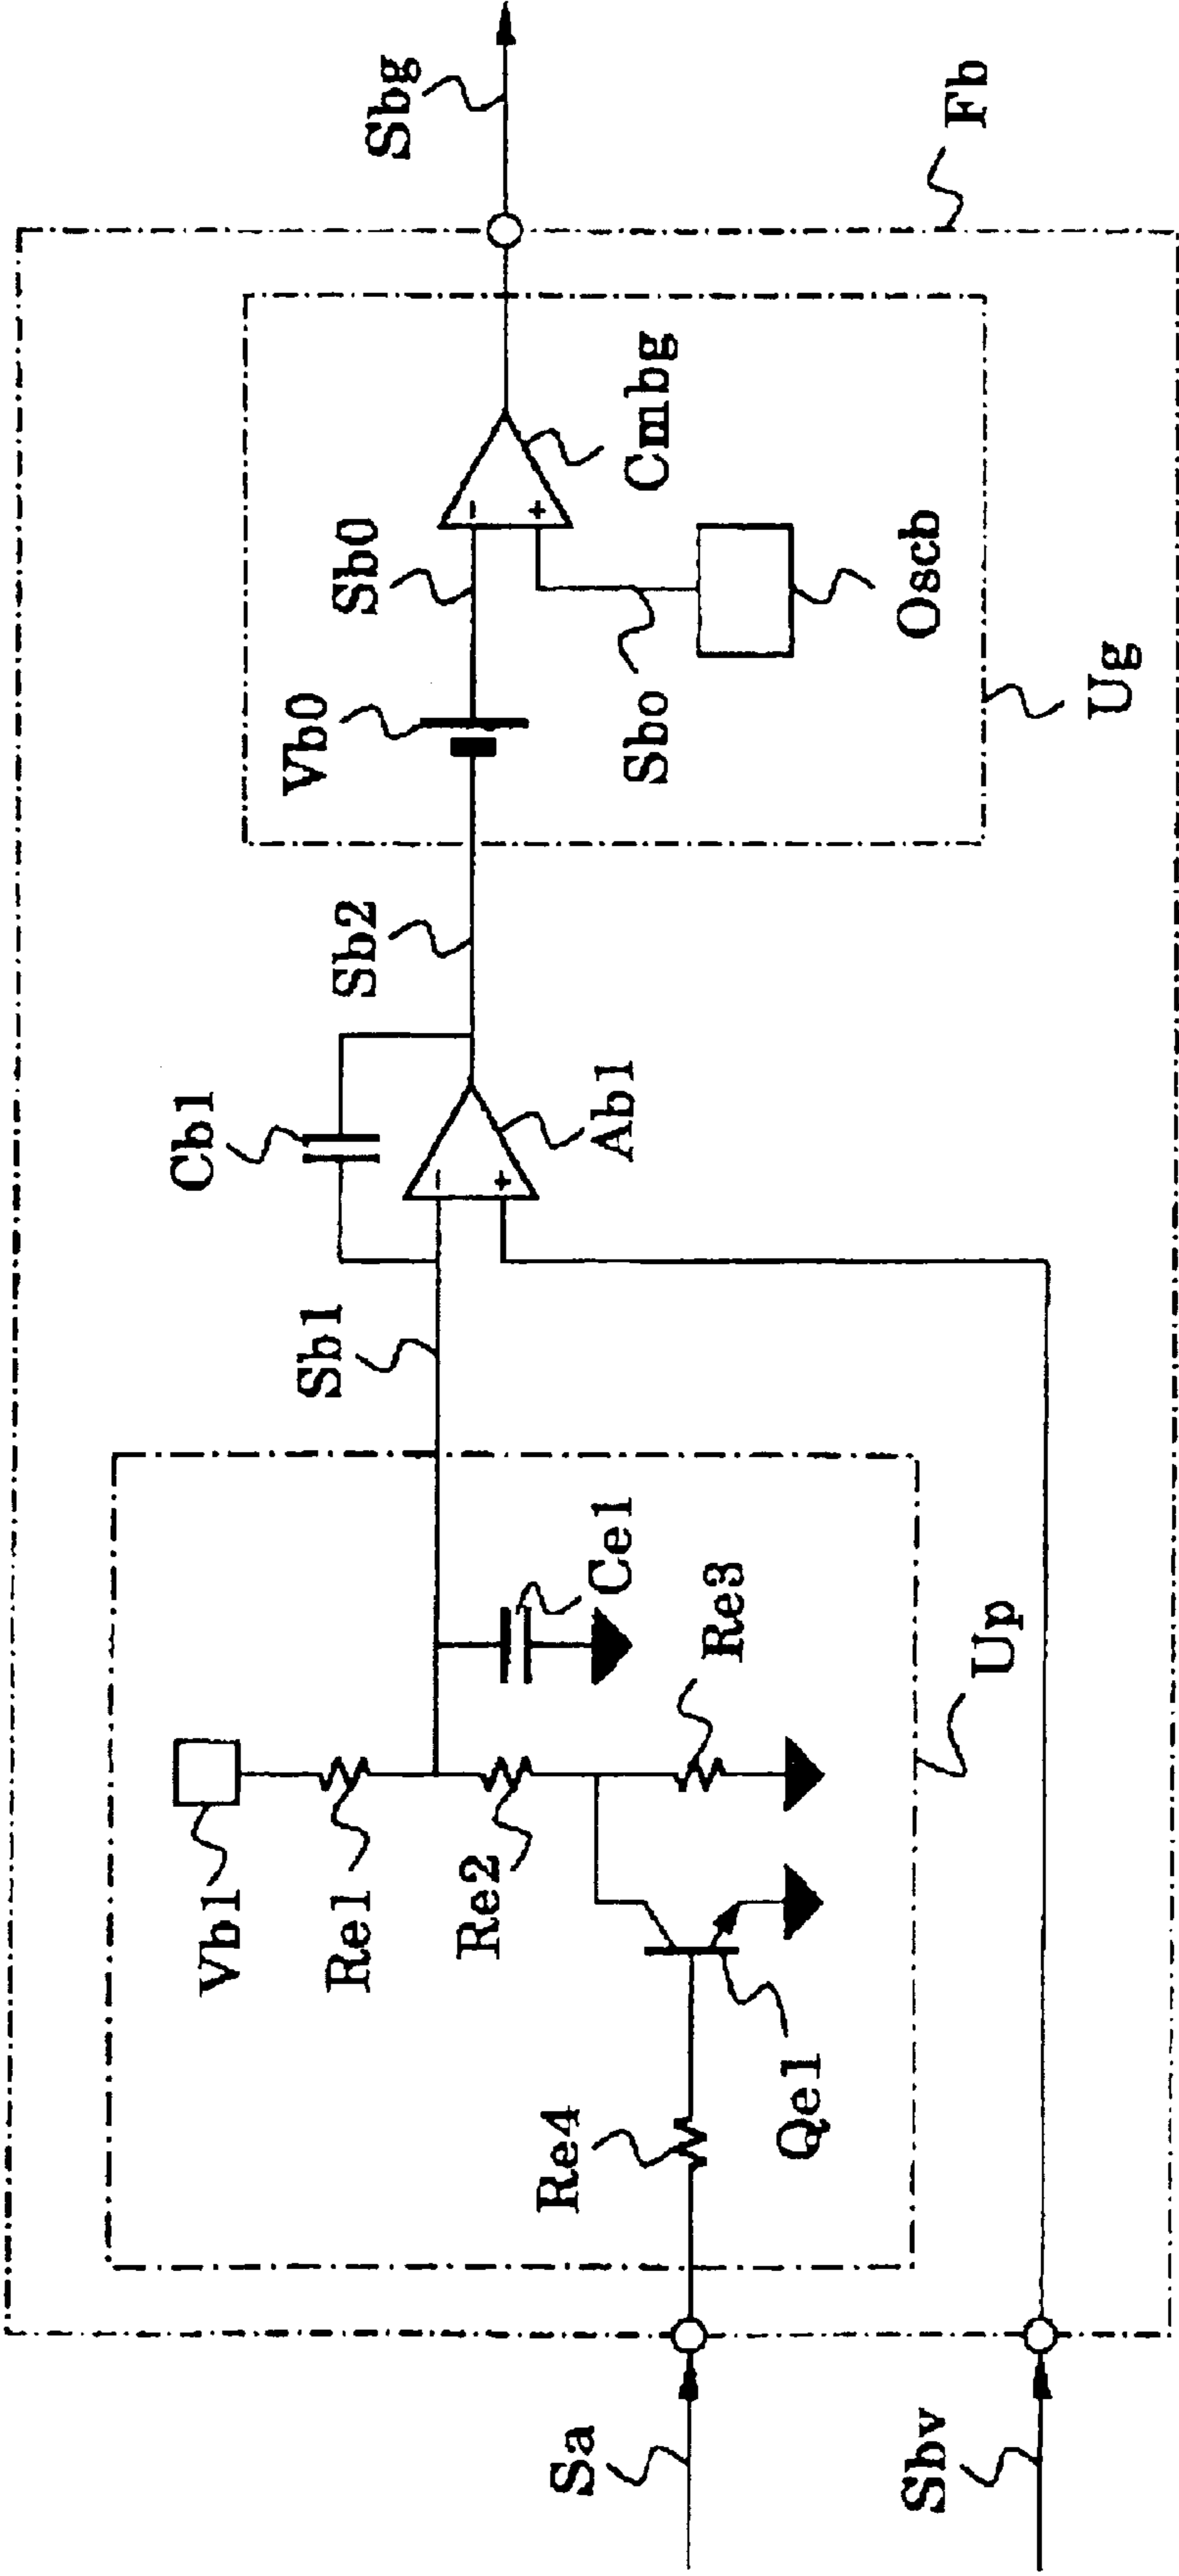 Sa
Sbv
Re4
Qe1
Vb1
Re1
Re2
Re3
Ce1
Up
Sb1
Cb1
-
+
Ab1
Sb2
Vb0
Sb0
Sbo
Oscb
-
+
Cmbg
Ug
Sbg
Fb